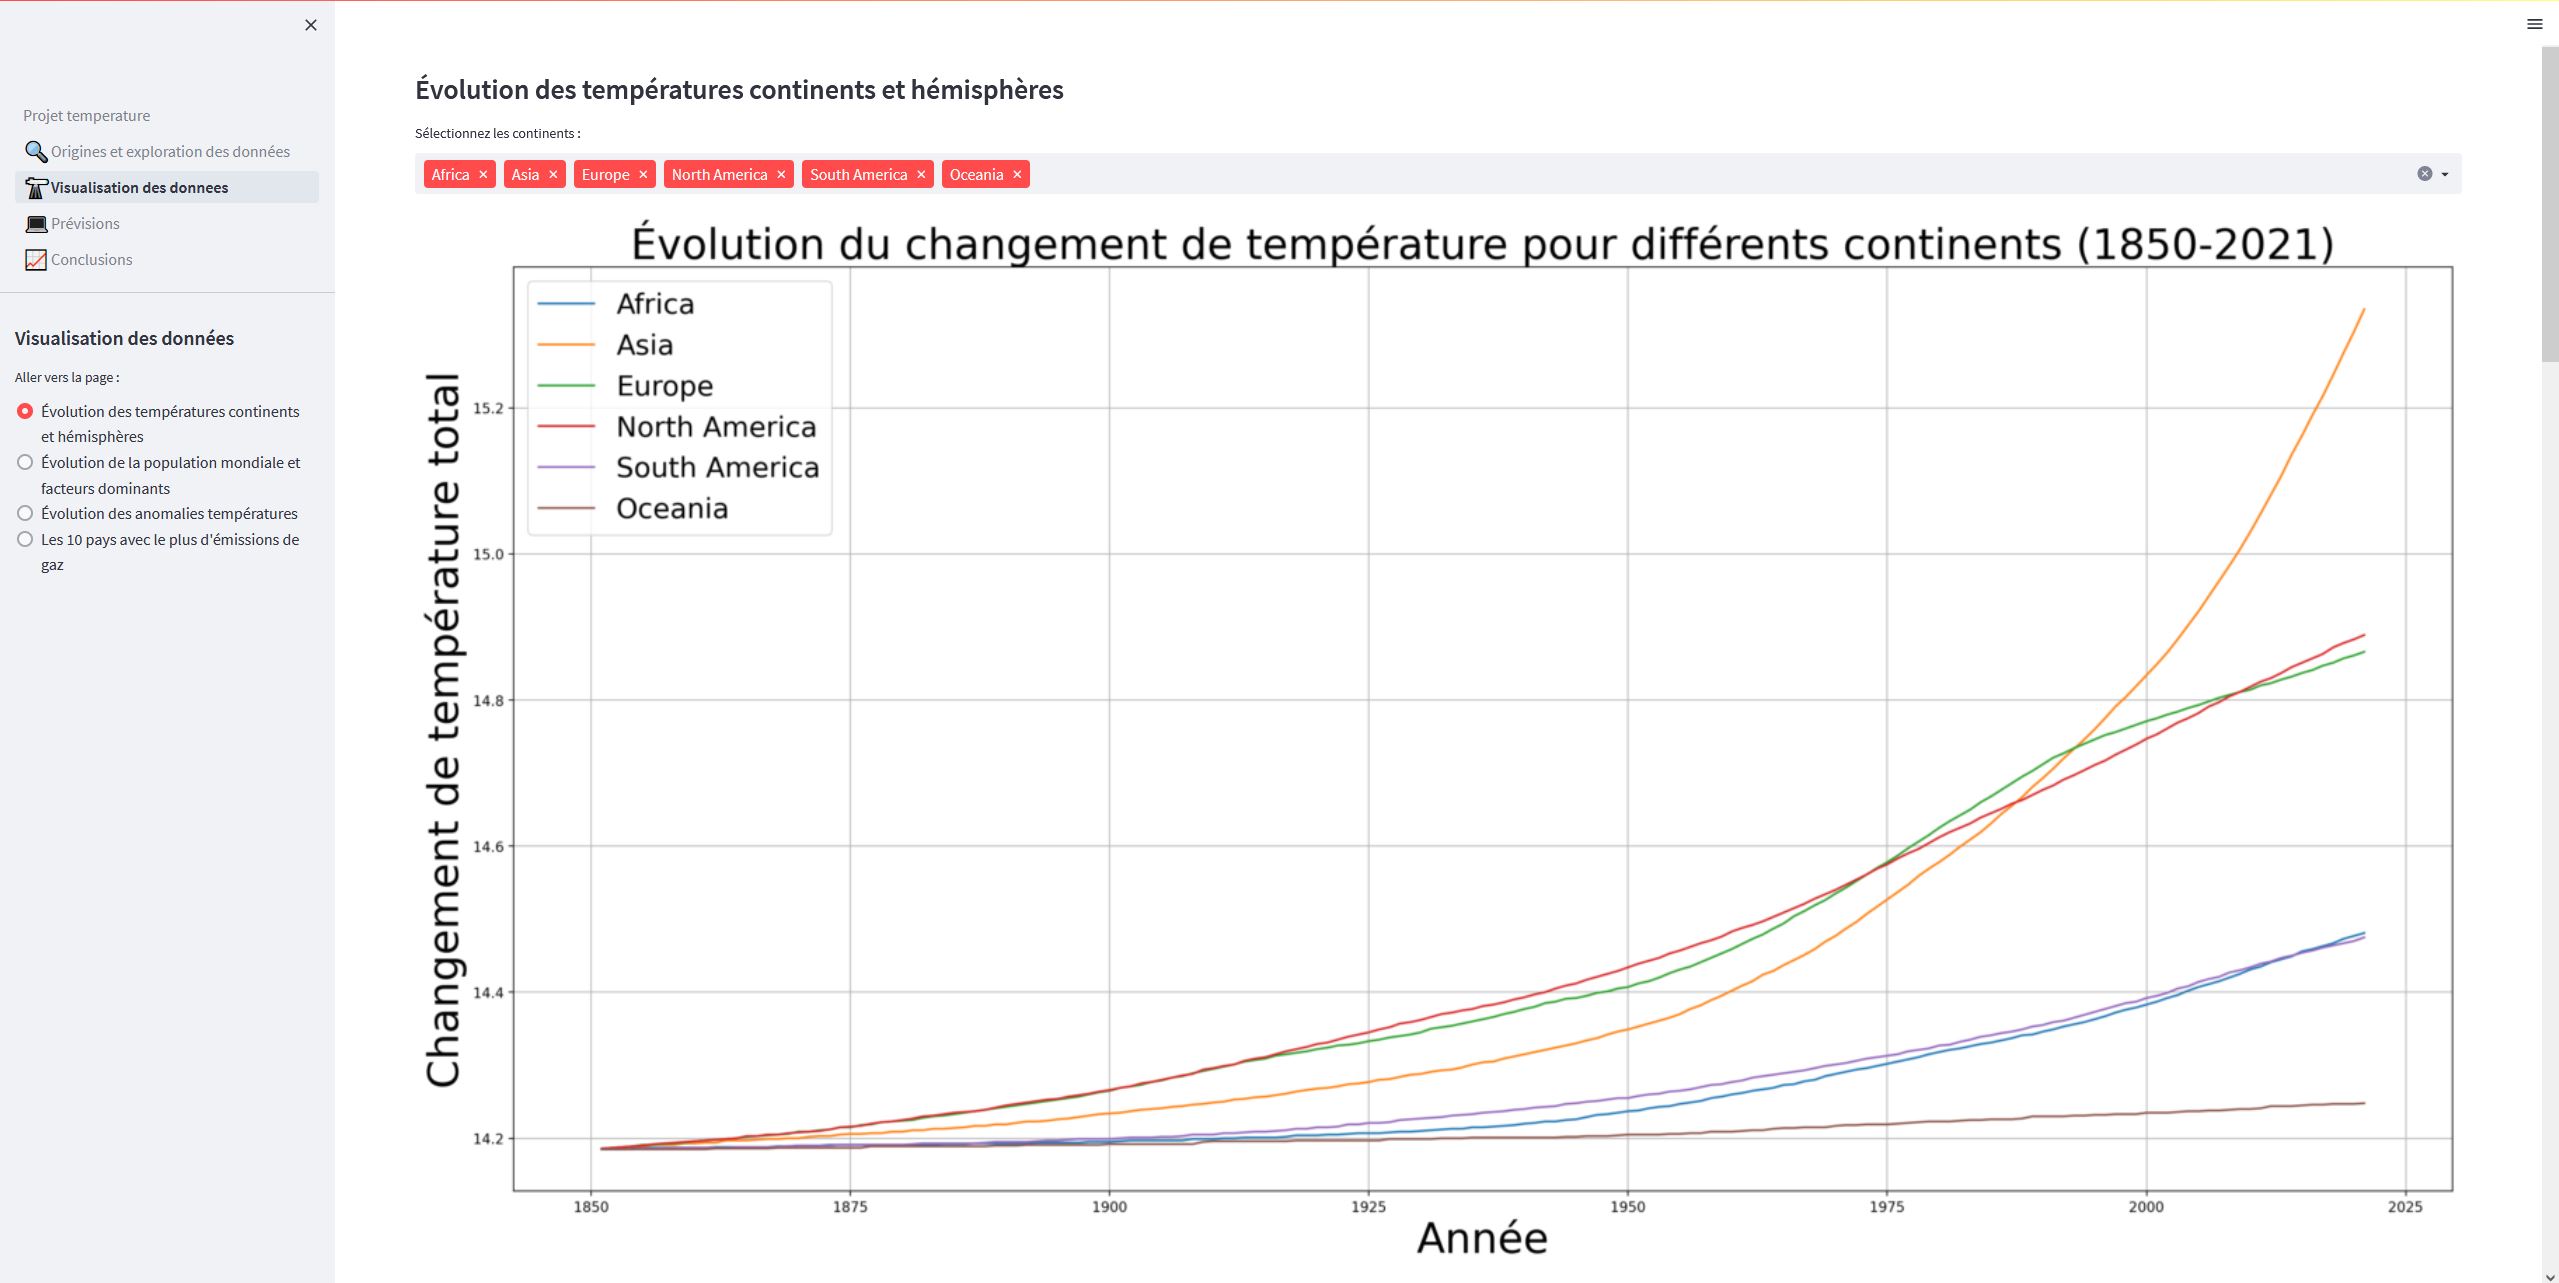 Projet temperature
Origines et exploration des données
Visualisation des donnees
Prévisions
Conclusions
Visualisation des données
Aller vers la page :
Évolution des températures continents
et hémisphères
Évolution de la population mondiale et
facteurs dominants
Évolution des anomalies températures
Les 10 pays avec le plus d'émissions de
gaz
Évolution des températures continents et hémisphères
Sélectionnez les continents :
Africa Asia Europe North America South America Oceania
Évolution du changement de température pour différents continents (1850-2021)
Africa
Asia
Europe
North America
South America
Oceania
Changement de température total
15.2
15.0
14.8
14.6
14.4
14.2
1850 1875 1900 1925 1950 1975 2000 2025
Année